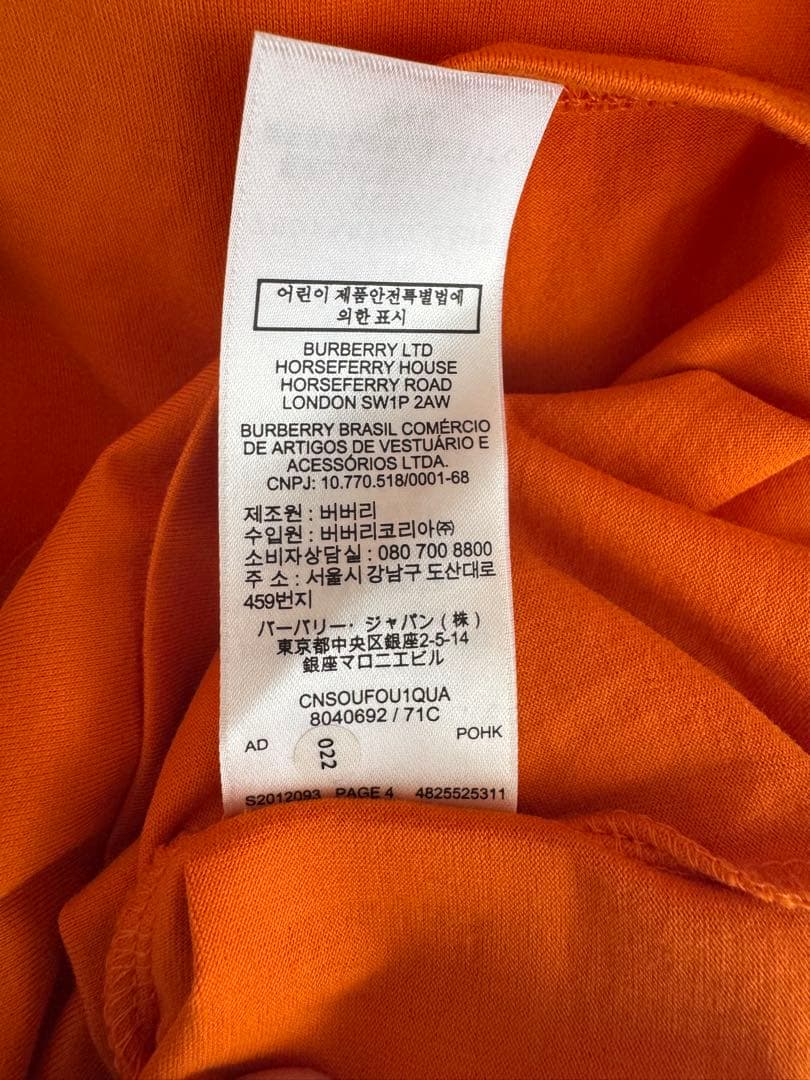 어린이 제품안전특별법에
의한 표시
BURBERRY LTD
HORSEFERRY HOUSE
HORSEFERRY ROAD
LONDON SW1P 2AW
BURBERRY BRASIL COMÉRCIO
DE ARTIGOS DE VESTUÁRIO E
ACESSÓRIOS LTDA.
CNPJ: 10.770.518/0001-68
제조원 : 버버리
수입원 : 버버리코리아㈜
소비자상담실 : 080 700 8800
주 소 : 서울시 강남구 도산대로
459번지
バーバリー・ ジャパン ( 株 )
東京都中央区銀座2-5-14
銀座マロニエビル
CNSOUFOU1QUA
8040692 / 71C
AD 022 POHK
S2012093 PAGE 4 4825525311